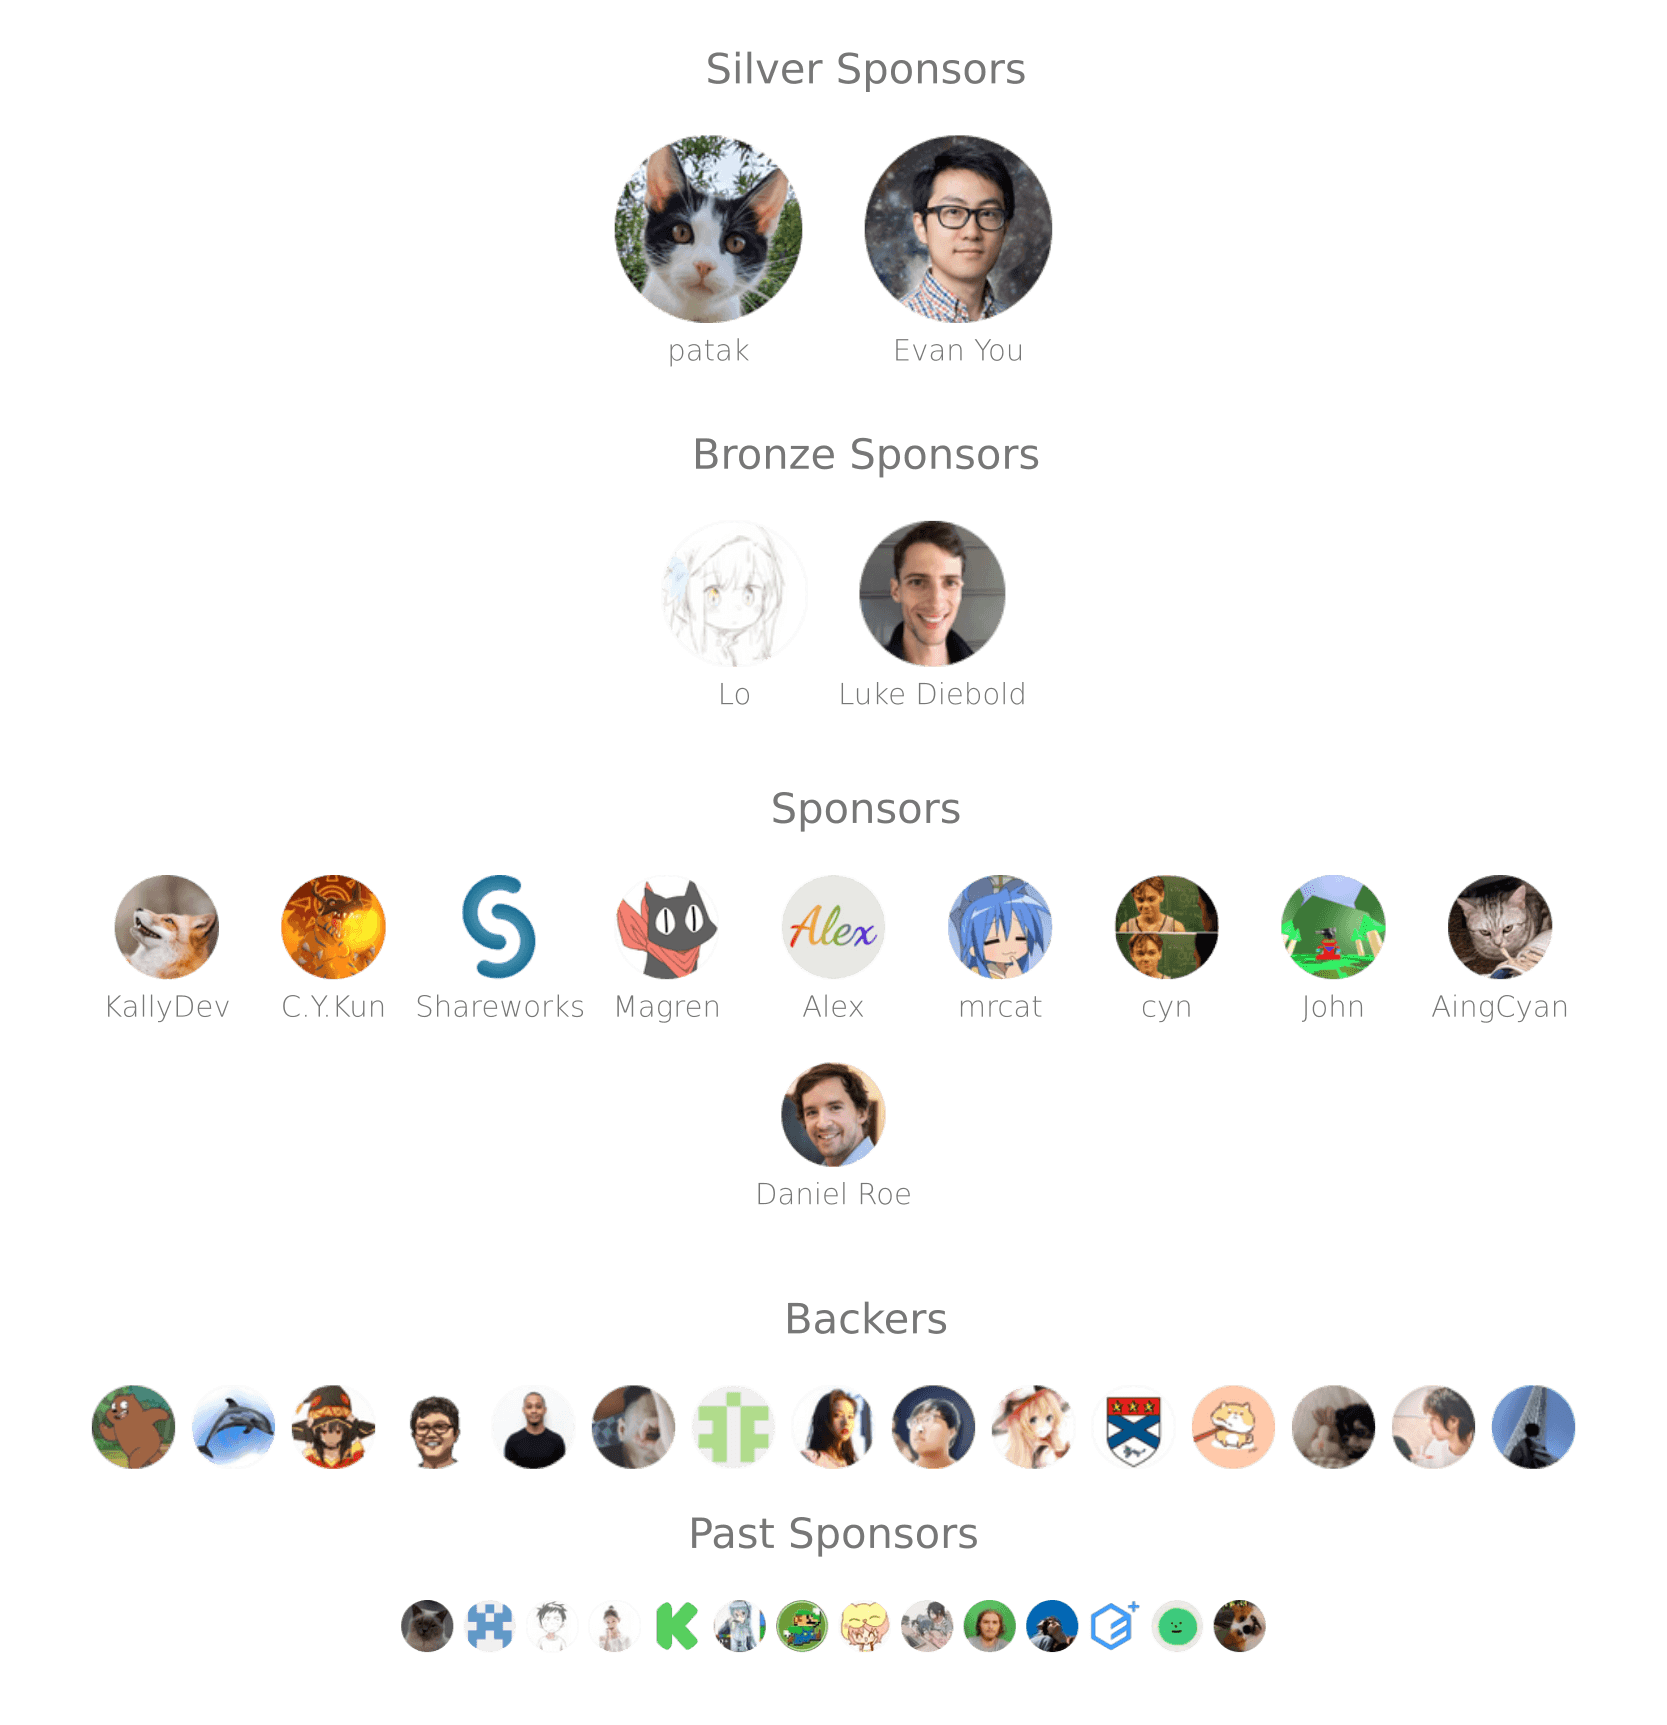 Silver Sponsors
patak Evan You
Bronze Sponsors
Lo Luke Diebold
Sponsors
Alex
KallyDev C.Y.Kun Shareworks Magren Alex mrcat cyn John AingCyan
Daniel Roe
Backers
Past Sponsors